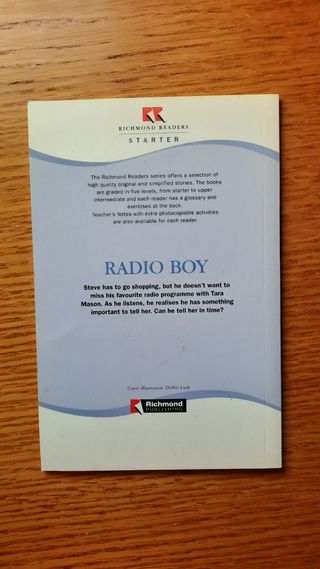 RICHMOND READERS
STARTER
The Richmond Readers series offers a selection of
high quality original and simplified stories. The books
are graded in five levels, from starter to upper-
intermediate and each reader has a glossary and
exercises at the back.
Teacher's Notes with extra photocopiable activities
are also available for each reader.
RADIO BOY
Steve has to go shopping, but he doesn't want to
miss his favourite radio programme with Tara
Mason. As he listens, he realises he has something
important to tell her. Can he tell her in time?
Cover illustration: Debbie Lush
Richmond
PUBLISHING